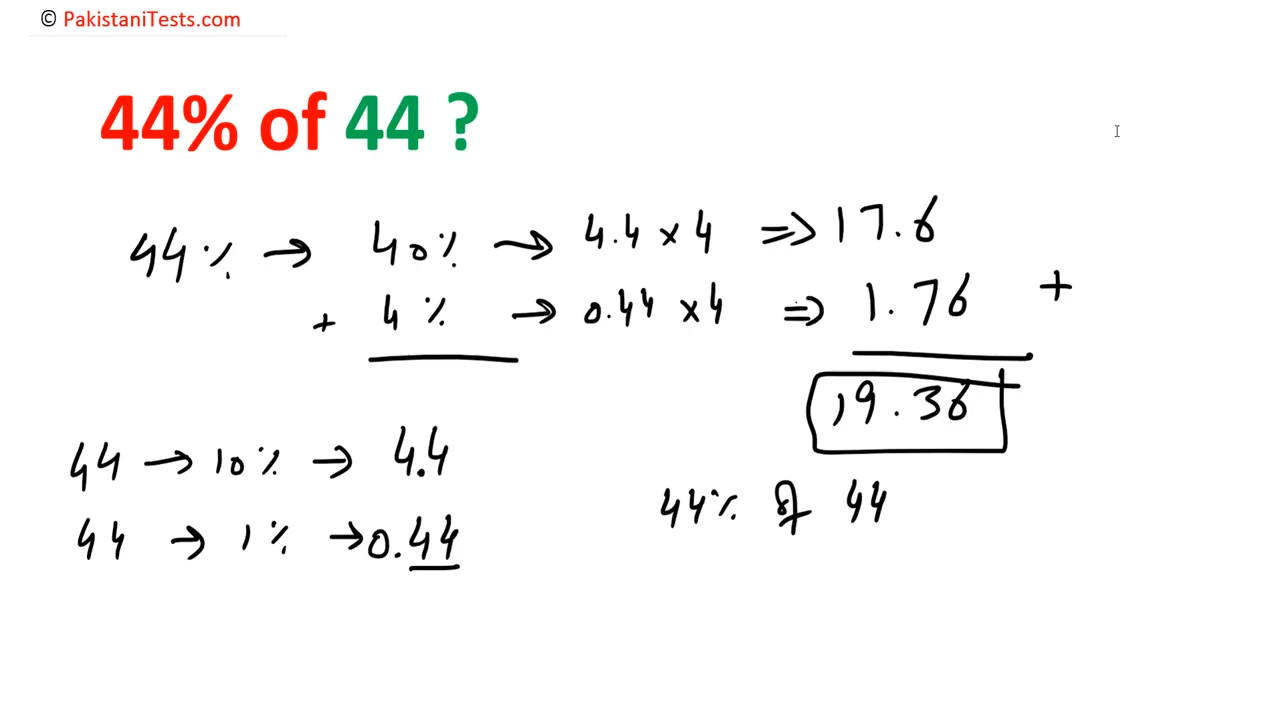 © PakistaniTests.com
44% of 44 ?
44% → 40% → 4.4 × 4 ⇒ 17.6
+ 4% → 0.44 × 4 ⇒ 1.76 +
19.36
44 → 10% → 4.4
44% of 44
44 → 1% → 0.44